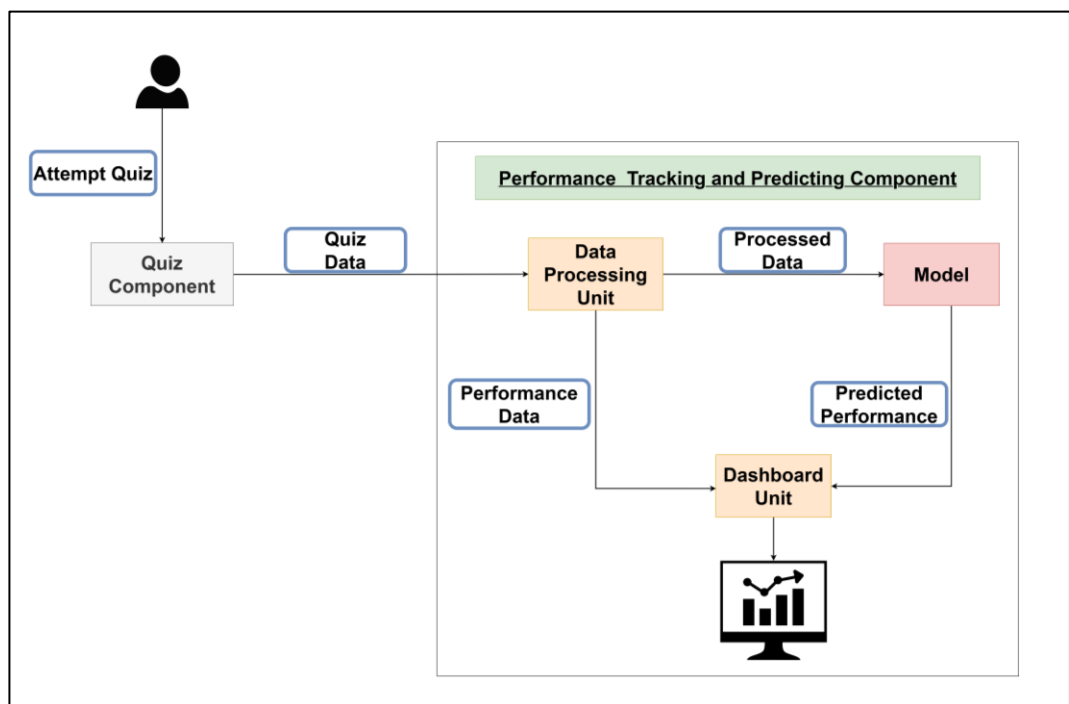 Attempt Quiz
Performance Tracking and Predicting Component
Quiz
Component
Quiz
Data
Data
Processing
Unit
Processed
Data
Model
Performance
Data
Predicted
Performance
Dashboard
Unit